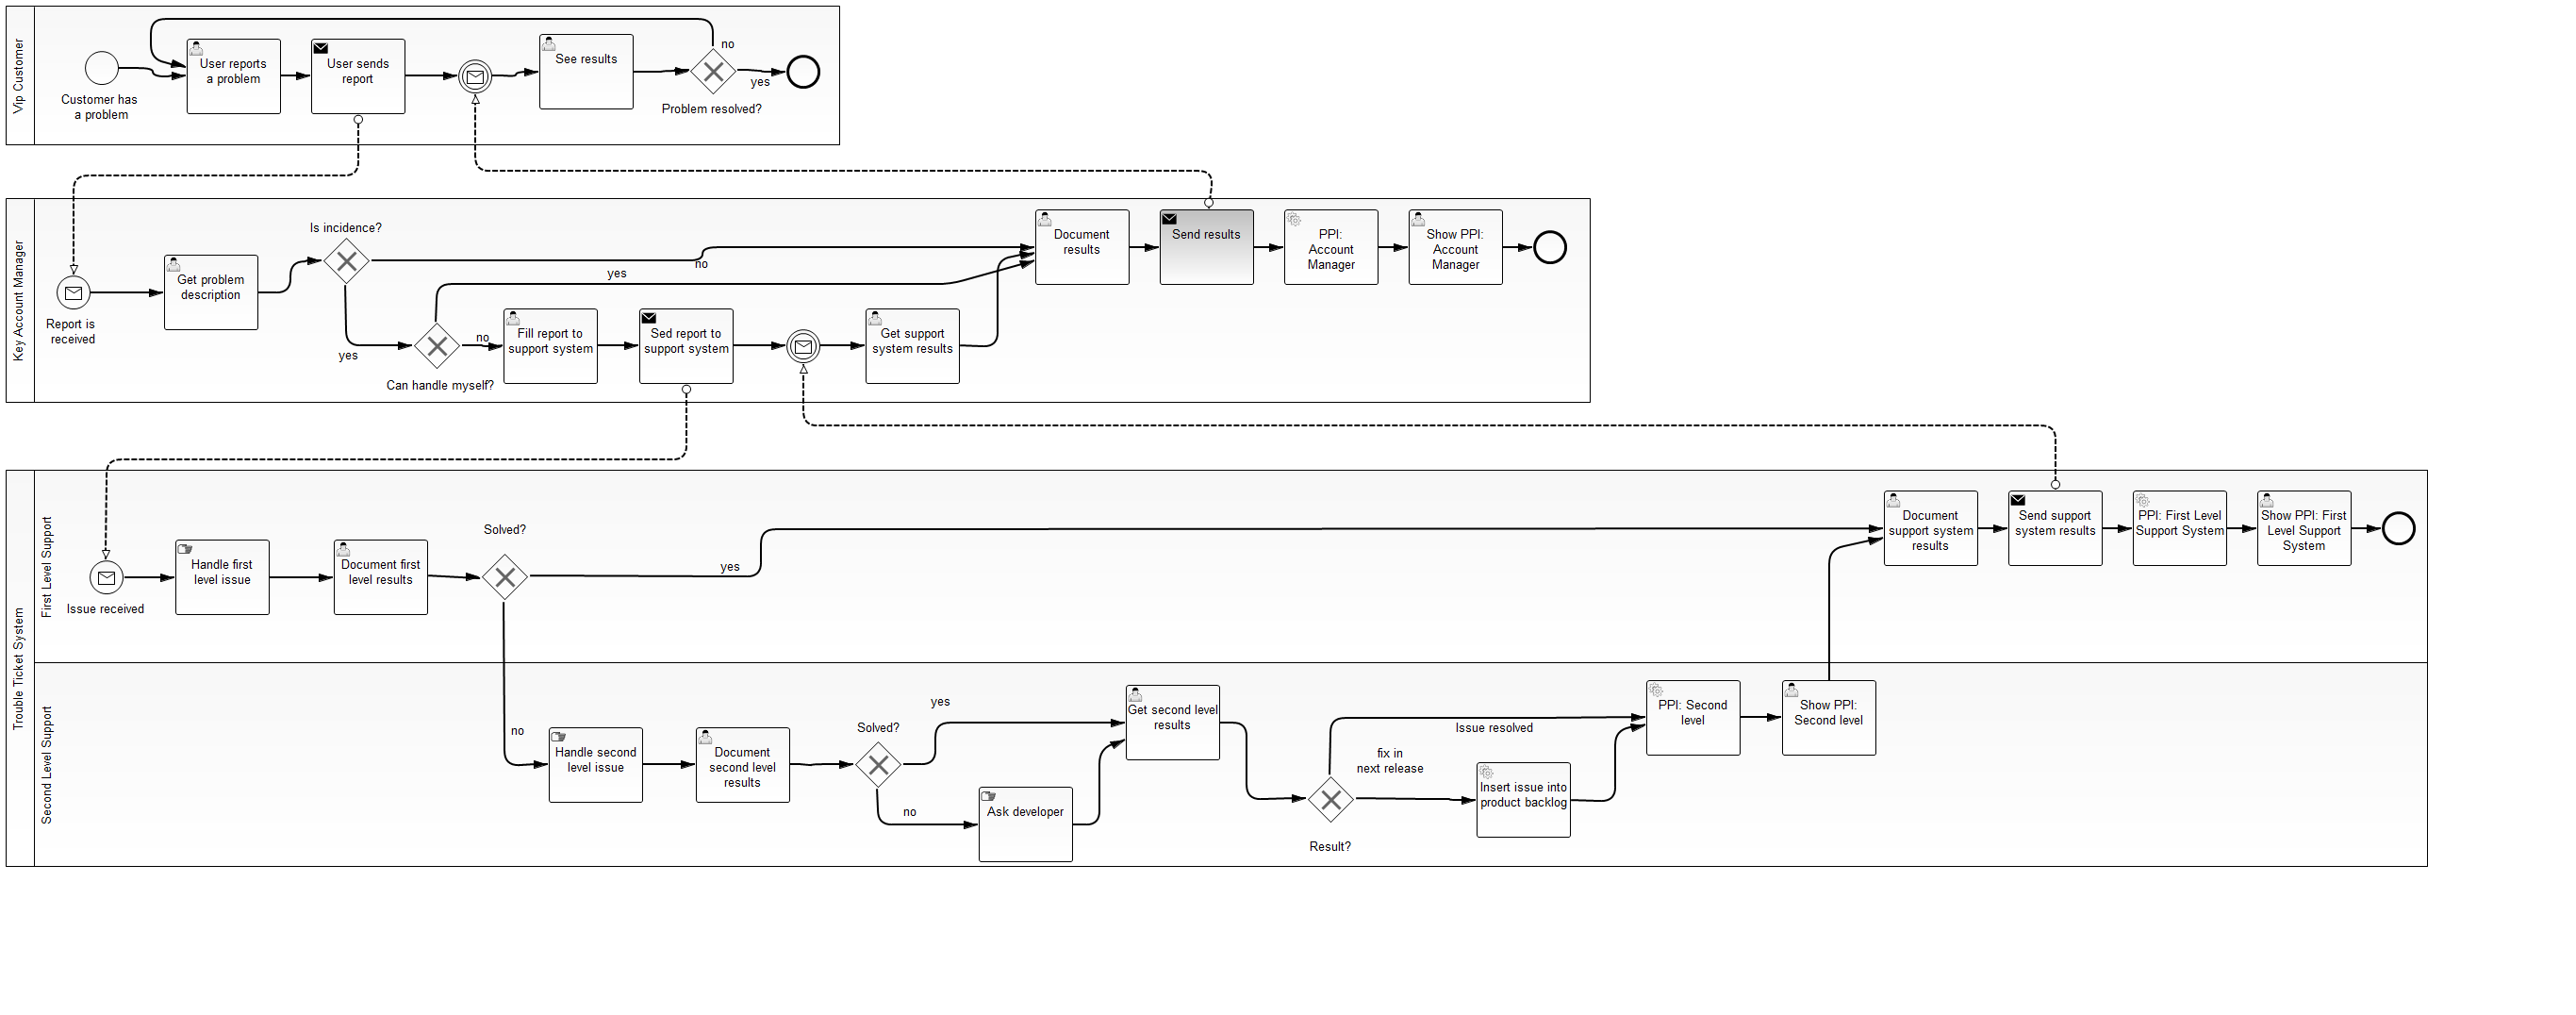 Vip Customer
Customer has
a problem
User reports
a problem
User sends
report
See results
no
yes
Problem resolved?
Key Account Manager
Report is
received
Get problem
description
Is incidence?
no
yes
yes
Can handle myself?
no
Fill report to
support system
Sed report to
support system
Get support
system results
Document
results
Send results
PPI:
Account
Manager
Show PPI:
Account
Manager
Trouble Ticket System
First Level Support
Issue received
Handle first
level issue
Document first
level results
Solved?
yes
no
Document
support system
results
Send support
system results
PPI: First Level
Support System
Show PPI: First
Level Support
System
Second Level Support
Handle second
level issue
Document
second level
results
Solved?
yes
no
Ask developer
Get second level
results
Result?
Issue resolved
fix in
next release
Insert issue into
product backlog
PPI: Second
level
Show PPI:
Second level